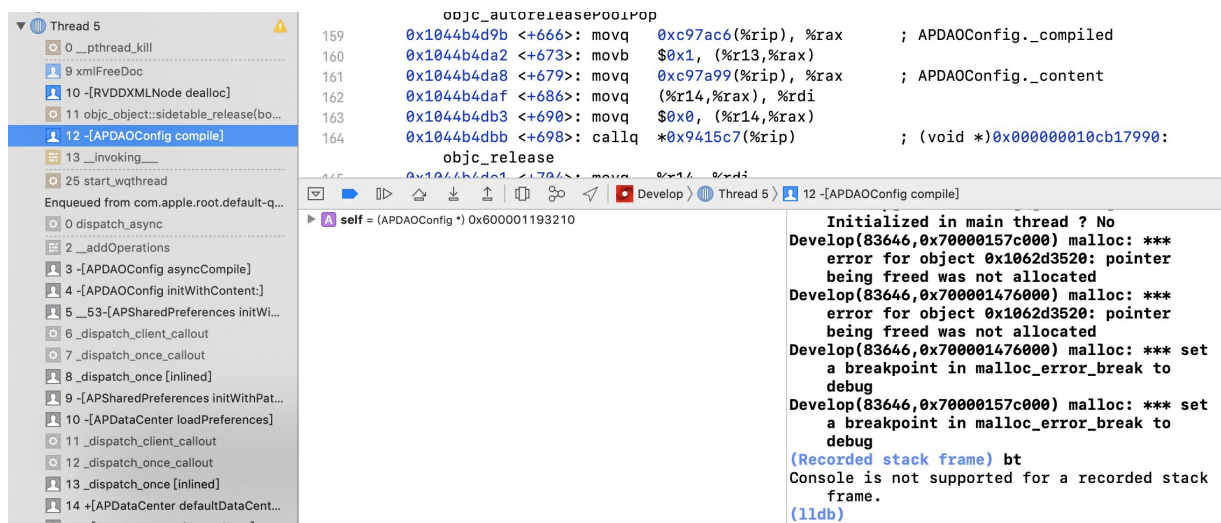 Thread 5
0 __pthread_kill
9 xmlFreeDoc
10 -[RVDDXMLNode dealloc]
11 objc_object::sidetable_release(bo...
12 -[APDAOConfig compile]
13 __invoking___
25 start_wqthread
Enqueued from com.apple.root.default-q...
0 dispatch_async
2 __addOperations
3 -[APDAOConfig asyncCompile]
4 -[APDAOConfig initWithContent:]
5 __53-[APSharedPreferences initWi...
6 _dispatch_client_callout
7 _dispatch_once_callout
8 _dispatch_once [inlined]
9 -[APSharedPreferences initWithPat...
10 -[APDataCenter loadPreferences]
11 _dispatch_client_callout
12 _dispatch_once_callout
13 _dispatch_once [inlined]
14 +[APDataCenter defaultDataCent...
objc_autoreleasePoolPop
159 0x1044b4d9b <+666>: movq 0xc97ac6(%rip), %rax ; APDAOConfig._compiled
160 0x1044b4da2 <+673>: movb $0x1, (%r13,%rax)
161 0x1044b4da8 <+679>: movq 0xc97a99(%rip), %rax ; APDAOConfig._content
162 0x1044b4daf <+686>: movq (%r14,%rax), %rdi
163 0x1044b4db3 <+690>: movq $0x0, (%r14,%rax)
164 0x1044b4dbb <+698>: callq *0x9415c7(%rip) ; (void *)0x000000010cb17990:
objc_release
Develop 〉 Thread 5 〉 12 -[APDAOConfig compile]
A self = (APDAOConfig *) 0x600001193210
Initialized in main thread ? No
Develop(83646,0x70000157c000) malloc: ***
error for object 0x1062d3520: pointer
being freed was not allocated
Develop(83646,0x700001476000) malloc: ***
error for object 0x1062d3520: pointer
being freed was not allocated
Develop(83646,0x700001476000) malloc: *** set
a breakpoint in malloc_error_break to
debug
Develop(83646,0x70000157c000) malloc: *** set
a breakpoint in malloc_error_break to
debug
(Recorded stack frame) bt
Console is not supported for a recorded stack
frame.
(lldb)